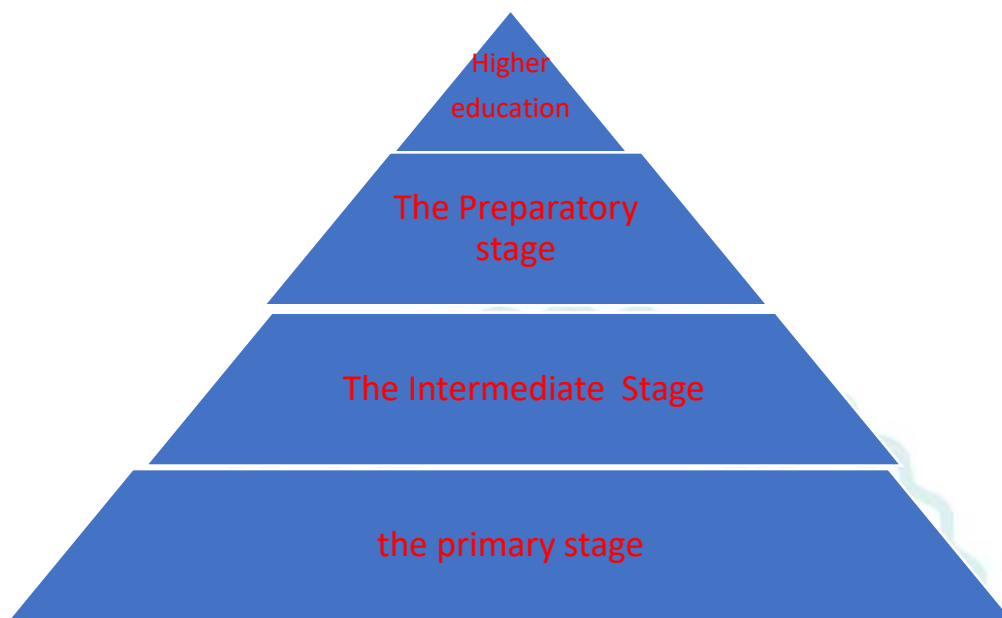 Higher
education
The Preparatory
stage
The Intermediate  Stage
the primary stage